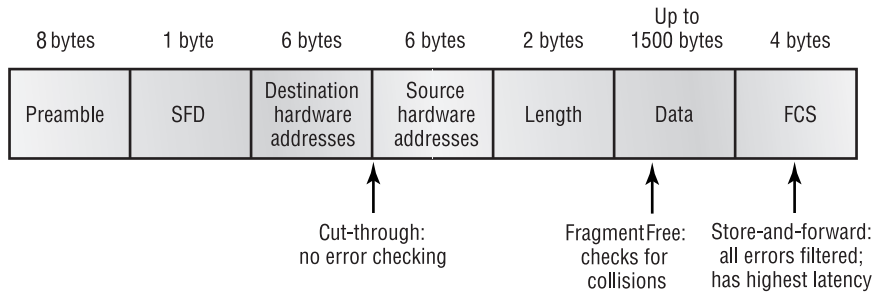 8 bytes
1 byte
6 bytes
6 bytes
2 bytes
Up to
1500 bytes
4 bytes
Preamble
SFD
Destination
hardware
addresses
Source
hardware
addresses
Length
Data
FCS
Cut-through:
no error checking
FragmentFree:
checks for
collisions
Store-and-forward:
all errors filtered;
has highest latency